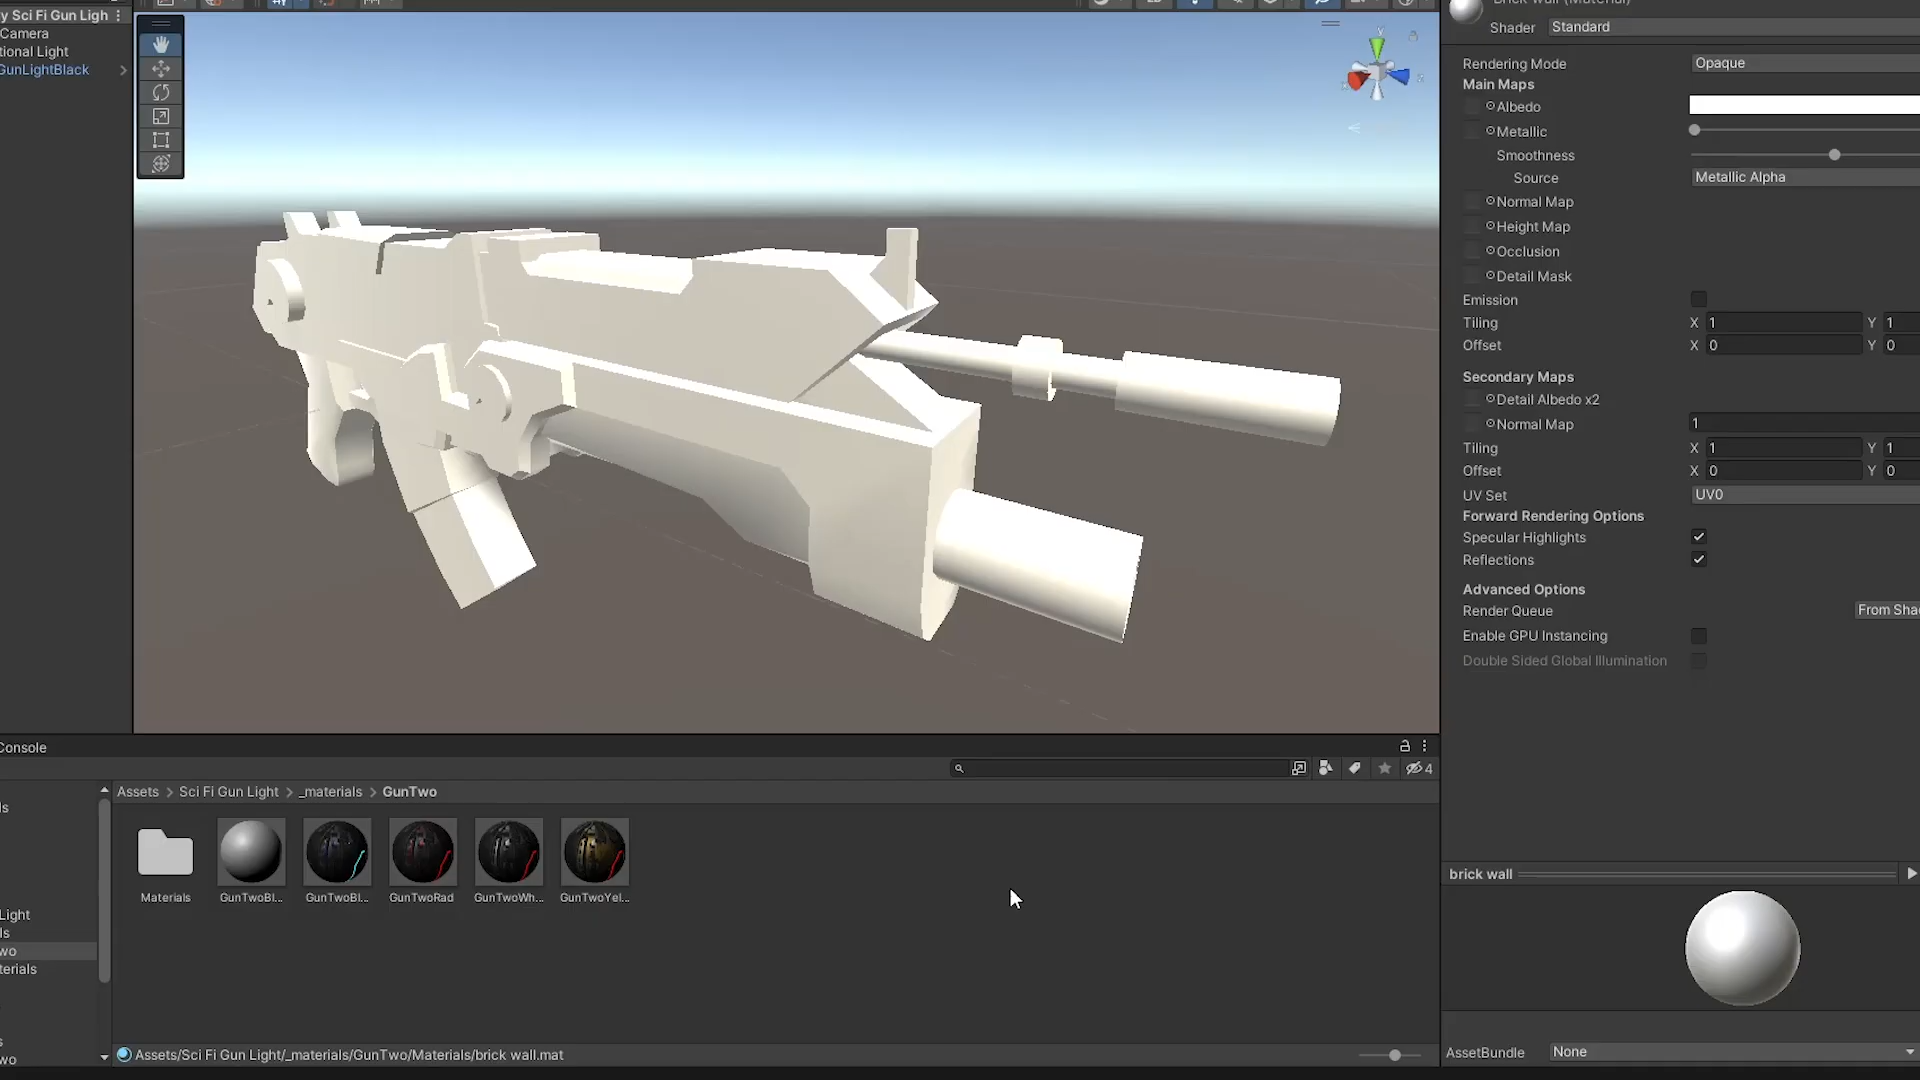 y Sci Fi Gun Ligh
Camera
tional Light
GunLightBlack
Shader Standard
Rendering Mode Opaque
Main Maps
Albedo
Metallic
Smoothness
Source Metallic Alpha
Normal Map
Height Map
Occlusion
Detail Mask
Emission
Tiling X 1 Y 1
Offset X 0 Y 0
Secondary Maps
Detail Albedo x2
Normal Map 1
Tiling X 1 Y 1
Offset X 0 Y 0
UV Set UV0
Forward Rendering Options
Specular Highlights
Reflections
Advanced Options
Render Queue From Sha
Enable GPU Instancing
Double Sided Global Illumination
Console
4
Assets > Sci Fi Gun Light > _materials > GunTwo
ls
Light
ls
wo
terials
s
wo
Materials GunTwoBl... GunTwoBl... GunTwoRad GunTwoWh... GunTwoYel...
Assets/Sci Fi Gun Light/_materials/GunTwo/Materials/brick wall.mat
brick wall
AssetBundle None